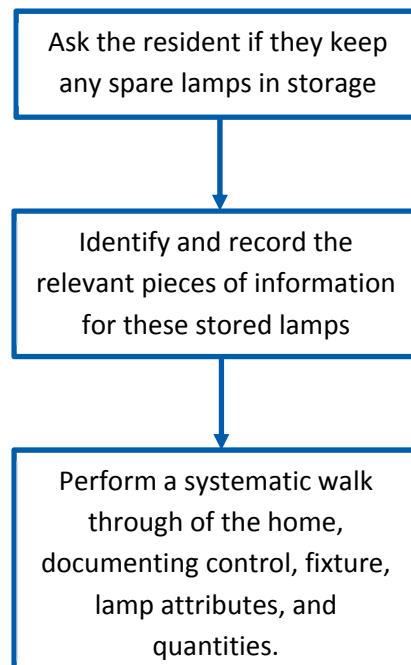 Ask the resident if they keep
any spare lamps in storage
Identify and record the
relevant pieces of information
for these stored lamps
Perform a systematic walk
through of the home,
documenting control, fixture,
lamp attributes, and
quantities.